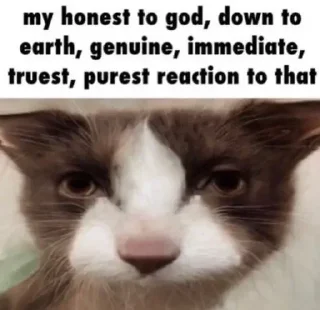 my honest to god, down to
earth, genuine, immediate,
truest, purest reaction to that